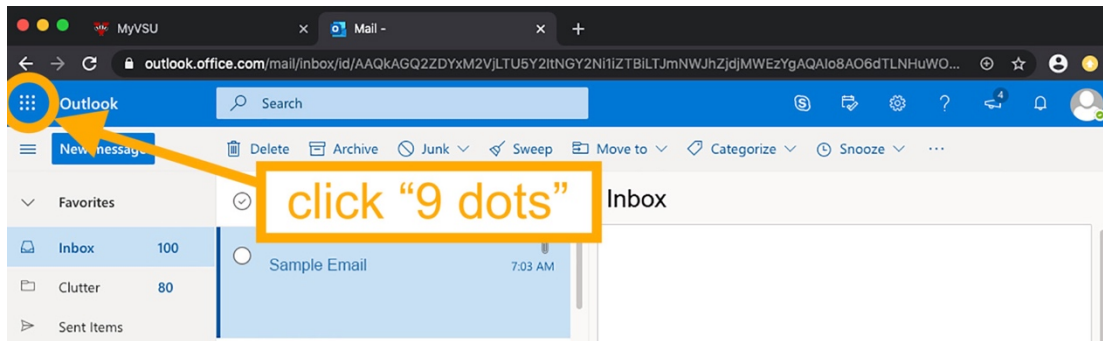 MyVSU
Mail -
outlook.office.com/mail/inbox/id/AAQkAGQ2ZDYxM2VjLTU5Y2ItNGY2Ni1iZTBiLTJmNWJhZjdjMWEzYgAQAIo8AO6dTLNHuWO...
Outlook
Search
4
New message
Delete
Archive
Junk
Sweep
Move to
Categorize
Snooze
click “9 dots”
Favorites
Inbox
Inbox 100
Sample Email 7:03 AM
Clutter 80
Sent Items